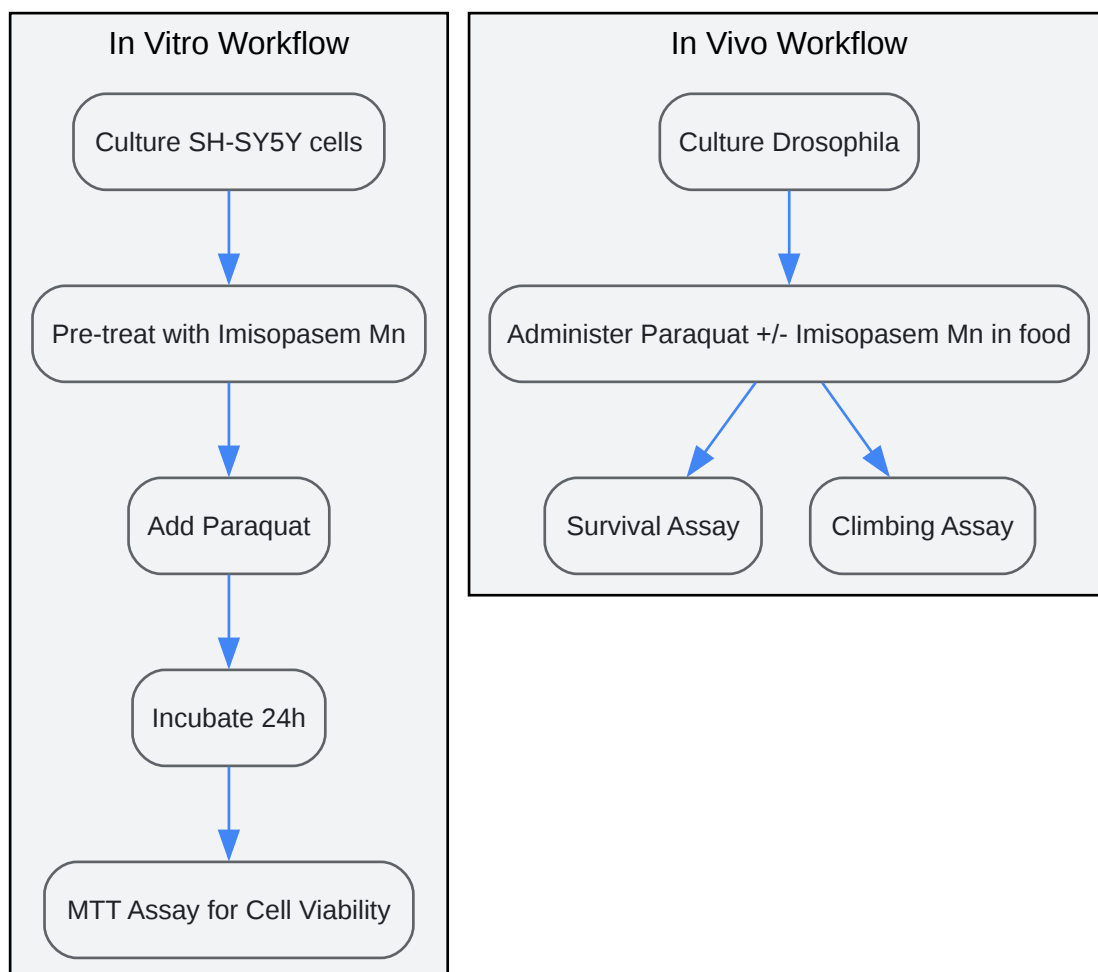 In Vitro Workflow
Culture SH-SY5Y cells
Pre-treat with Imisopasem Mn
Add Paraquat
Incubate 24h
MTT Assay for Cell Viability
In Vivo Workflow
Culture Drosophila
Administer Paraquat +/- Imisopasem Mn in food
Survival Assay
Climbing Assay